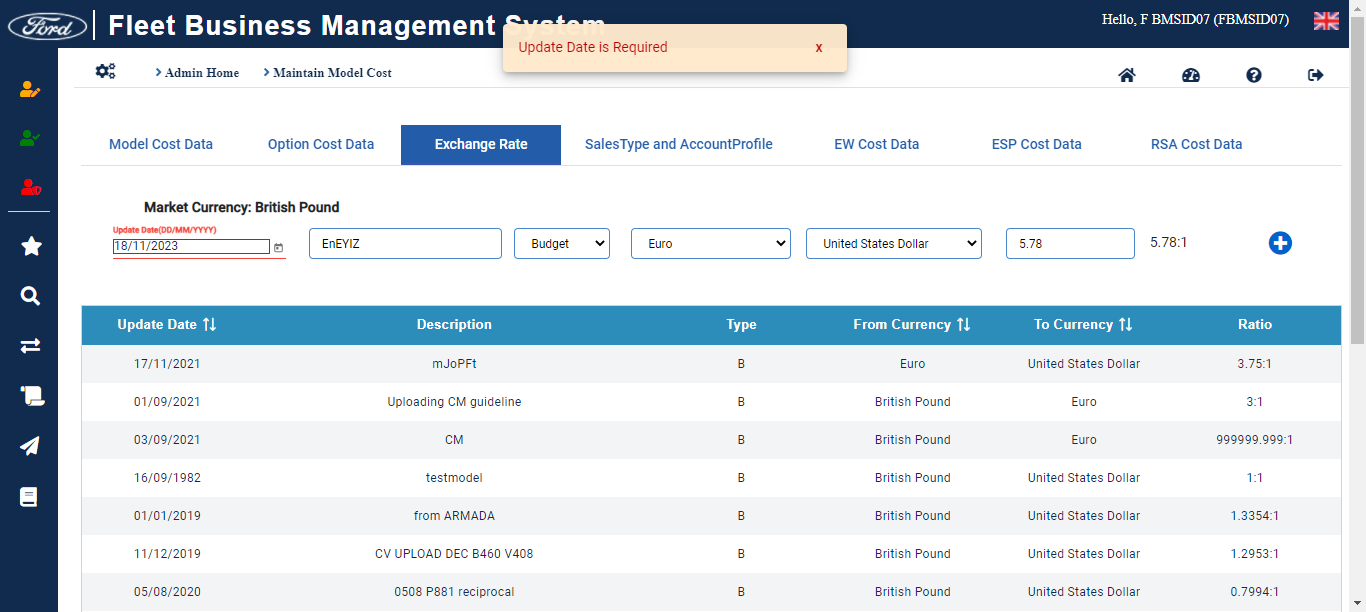 Ford Fleet Business Management System
Hello, F BMSID07 (FBMSID07)
Update Date is Required x
Admin Home Maintain Model Cost
Model Cost Data Option Cost Data Exchange Rate SalesType and AccountProfile EW Cost Data ESP Cost Data RSA Cost Data
Market Currency: British Pound
Update Date(DD/MM/YYYY)
18/11/2023 EnEYIZ Budget Euro United States Dollar 5.78 5.78:1
Update Date Description Type From Currency To Currency Ratio
17/11/2021 mJoPFt B Euro United States Dollar 3.75:1
01/09/2021 Uploading CM guideline B British Pound Euro 3:1
03/09/2021 CM B British Pound Euro 999999.999:1
16/09/1982 testmodel B British Pound United States Dollar 1:1
01/01/2019 from ARMADA B British Pound United States Dollar 1.3354:1
11/12/2019 CV UPLOAD DEC B460 V408 B British Pound United States Dollar 1.2953:1
05/08/2020 0508 P881 reciprocal B British Pound United States Dollar 0.7994:1